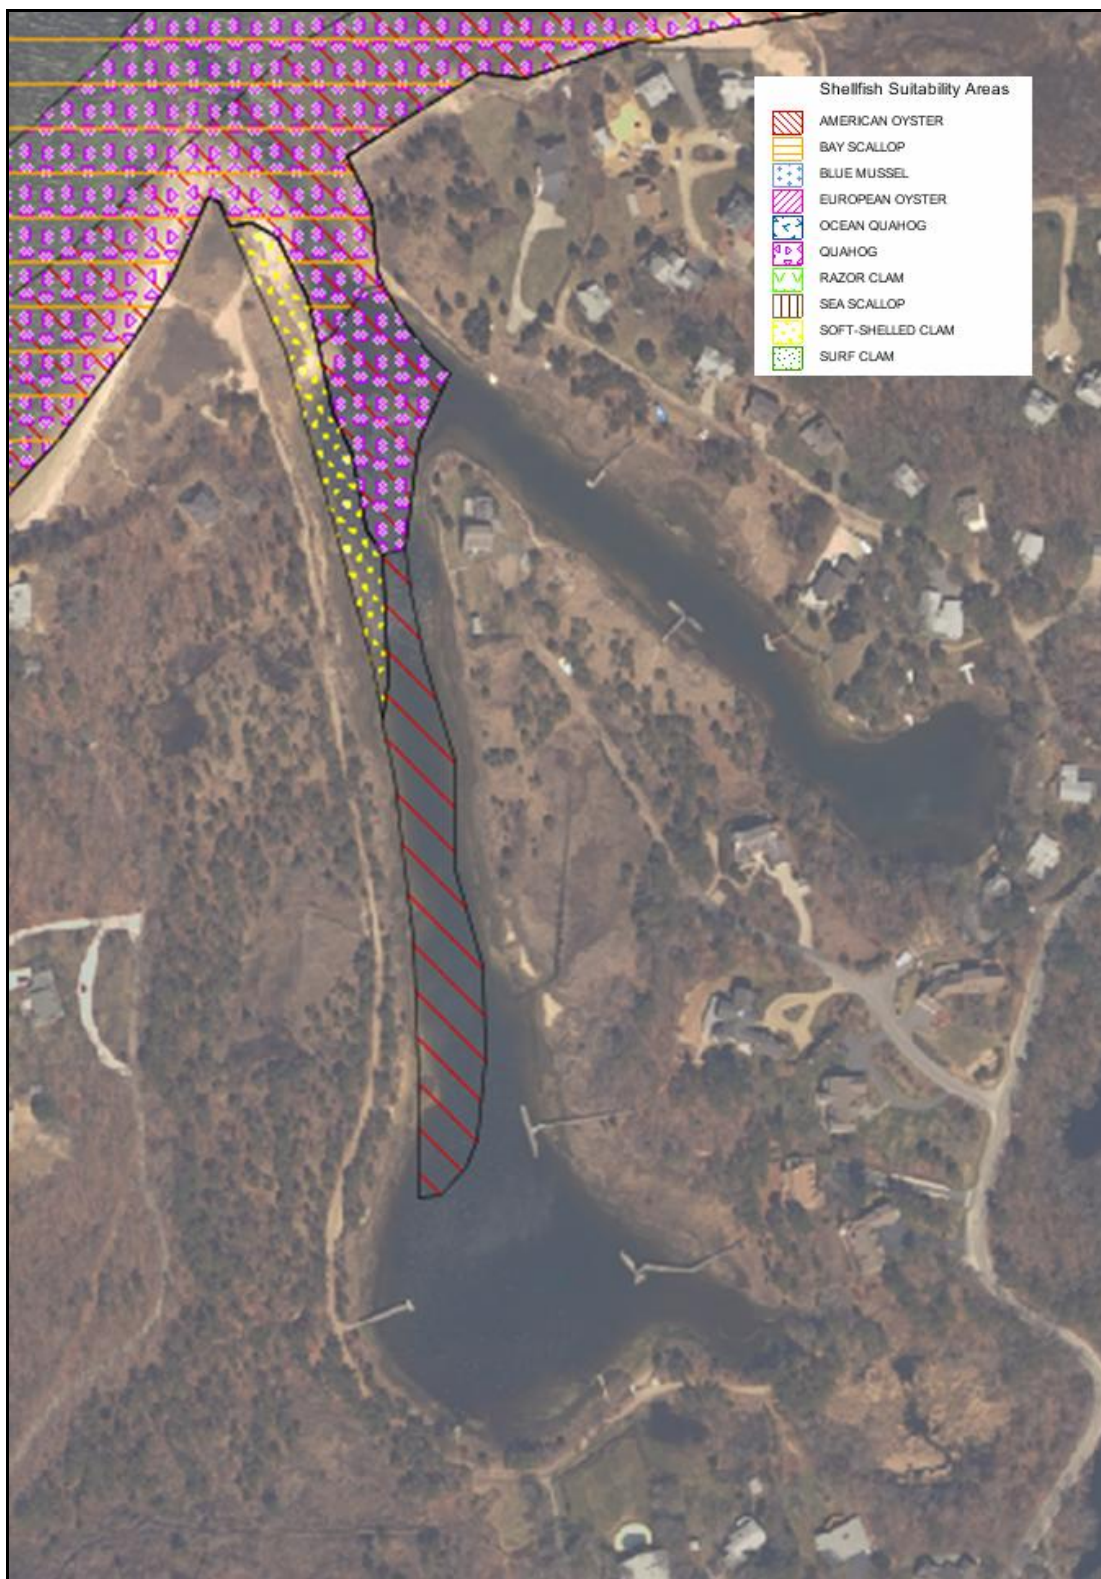 Shellfish Suitability Areas
AMERICAN OYSTER
BAY SCALLOP
BLUE MUSSEL
EUROPEAN OYSTER
OCEAN QUAHOG
QUAHOG
RAZOR CLAM
SEA SCALLOP
SOFT-SHELLED CLAM
SURF CLAM